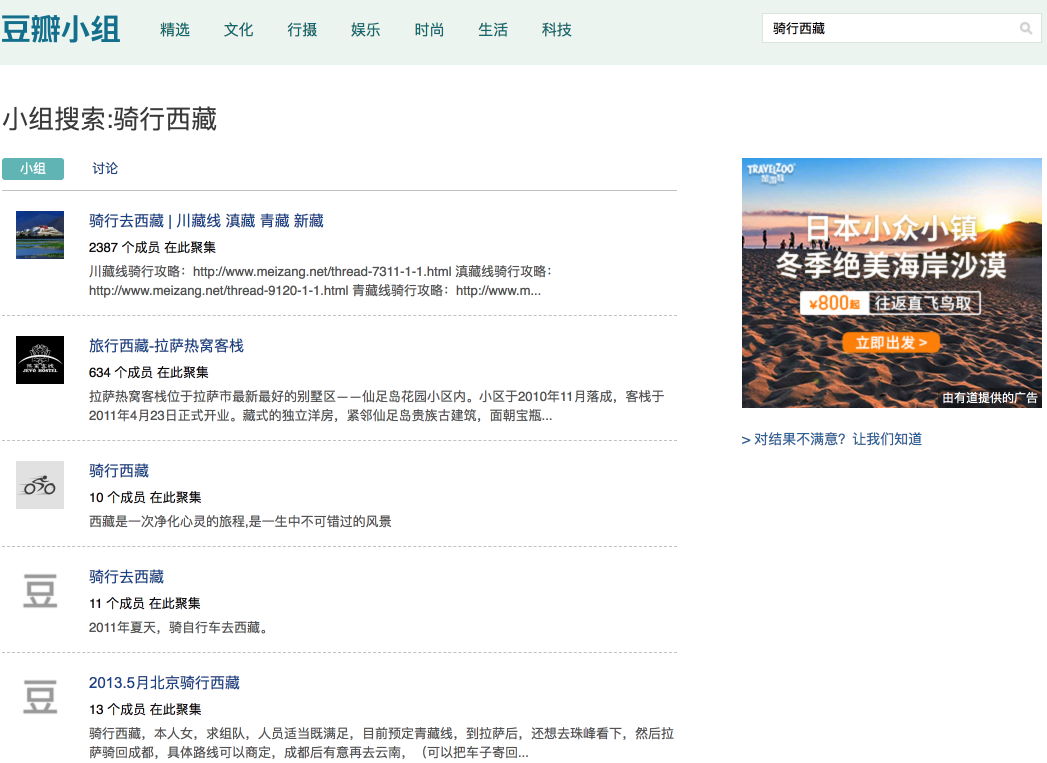 豆瓣小组
精选 文化 行摄 娱乐 时尚 生活 科技
骑行西藏
小组搜索:骑行西藏
小组 讨论
骑行去西藏 | 川藏线 滇藏 青藏 新藏
2387 个成员 在此聚集
川藏线骑行攻略：http://www.meizang.net/thread-7311-1-1.html 滇藏线骑行攻略：
http://www.meizang.net/thread-9120-1-1.html 青藏线骑行攻略：http://www.m...
旅行西藏-拉萨热窝客栈
634 个成员 在此聚集
拉萨热窝客栈位于拉萨市最新最好的别墅区——仙足岛花园小区内。小区于2010年11月落成，客栈于
2011年4月23日正式开业。藏式的独立洋房，紧邻仙足岛贵族古建筑，面朝宝瓶...
骑行西藏
10 个成员 在此聚集
西藏是一次净化心灵的旅程,是一生中不可错过的风景
豆
骑行去西藏
11 个成员 在此聚集
2011年夏天，骑自行车去西藏。
豆
2013.5月北京骑行西藏
13 个成员 在此聚集
骑行西藏，本人女，求组队，人员适当既满足，目前预定青藏线，到拉萨后，还想去珠峰看下，然后拉
萨骑回成都，具体路线可以商定，成都后有意再去云南，（可以把车子寄回...
TRAVELZOO
日本小众小镇
冬季绝美海岸沙漠
¥800起 往返直飞鸟取
立即出发 >
由有道提供的广告
> 对结果不满意？让我们知道